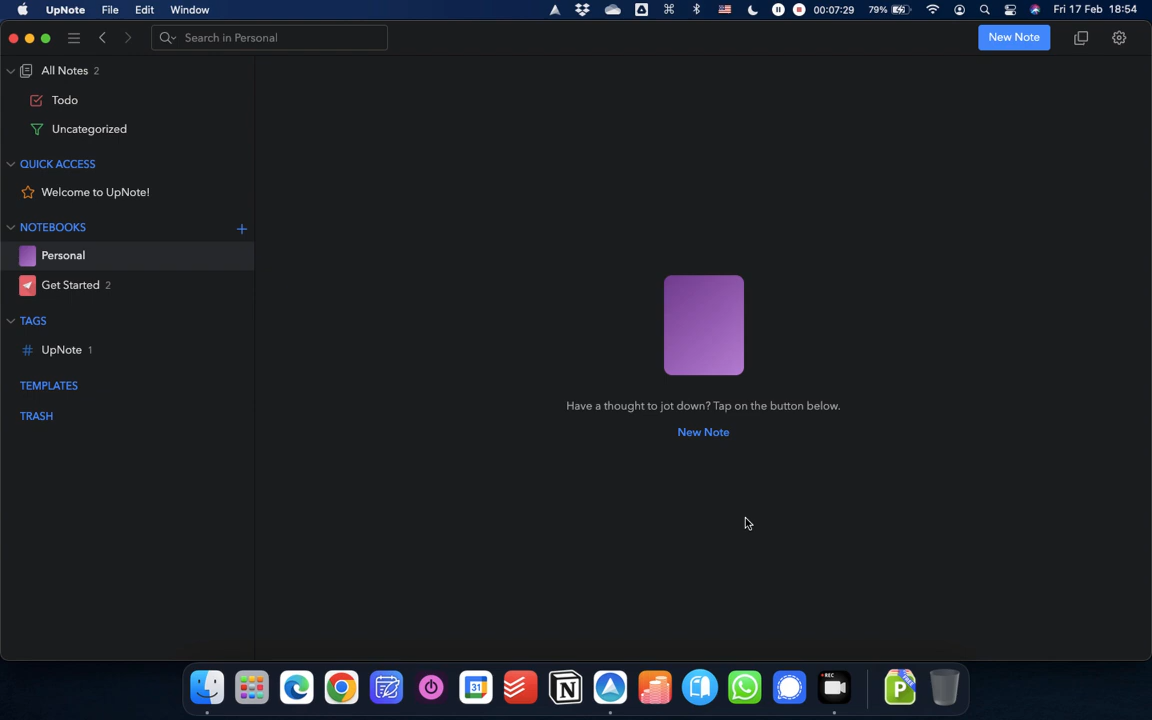 UpNote File Edit Window 00:07:29 79% Fri 17 Feb 18:54
Search in Personal New Note
All Notes 2
Todo
Uncategorized
QUICK ACCESS
Welcome to UpNote!
NOTEBOOKS
Personal
Get Started 2
TAGS
# UpNote 1
TEMPLATES
TRASH
Have a thought to jot down? Tap on the button below.
New Note
31
REC
P